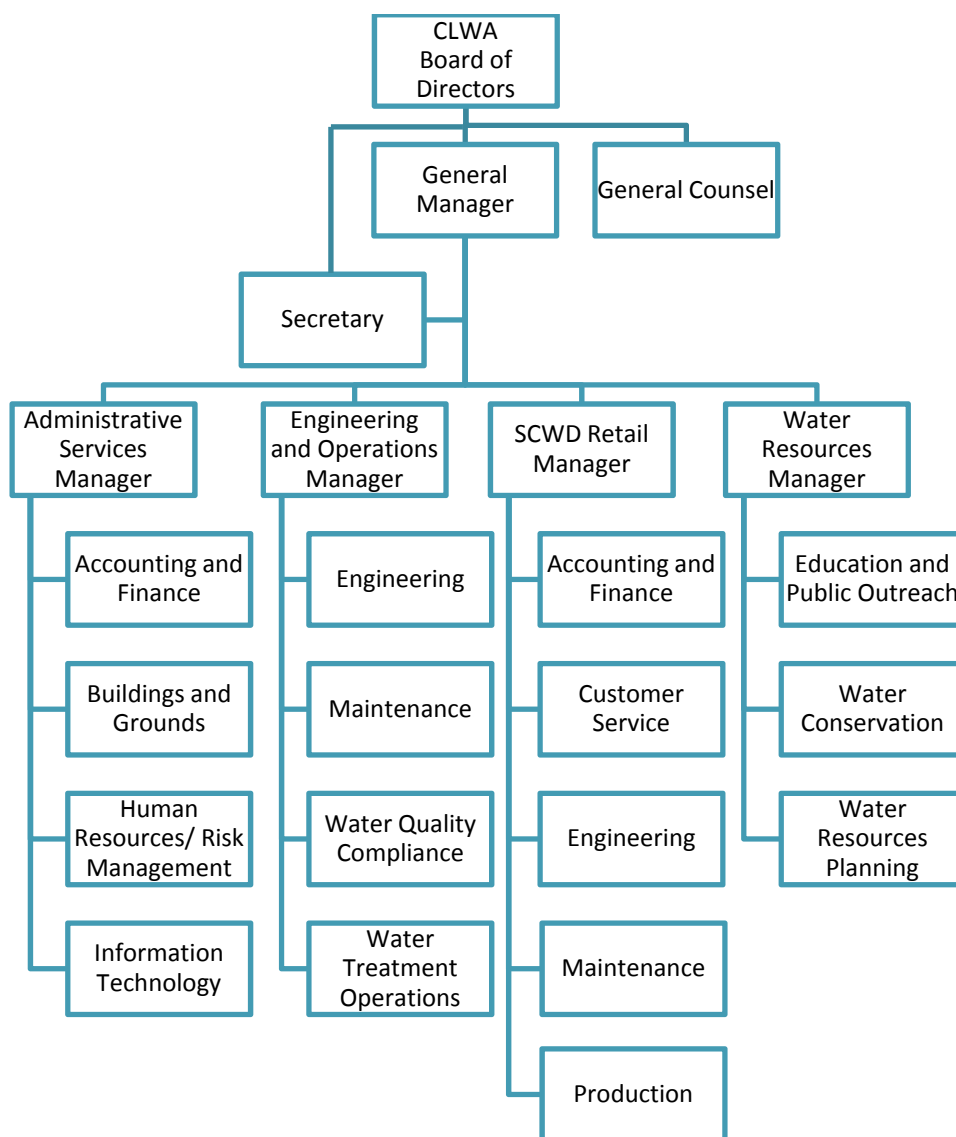 CLWA
Board of
Directors
General
Manager
General Counsel
Secretary
Administrative
Services
Manager
Engineering
and Operations
Manager
SCWD Retail
Manager
Water
Resources
Manager
Accounting and
Finance
Buildings and
Grounds
Human
Resources/ Risk
Management
Information
Technology
Engineering
Maintenance
Water Quality
Compliance
Water
Treatment
Operations
Accounting and
Finance
Customer
Service
Engineering
Maintenance
Production
Education and
Public Outreach
Water
Conservation
Water
Resources
Planning